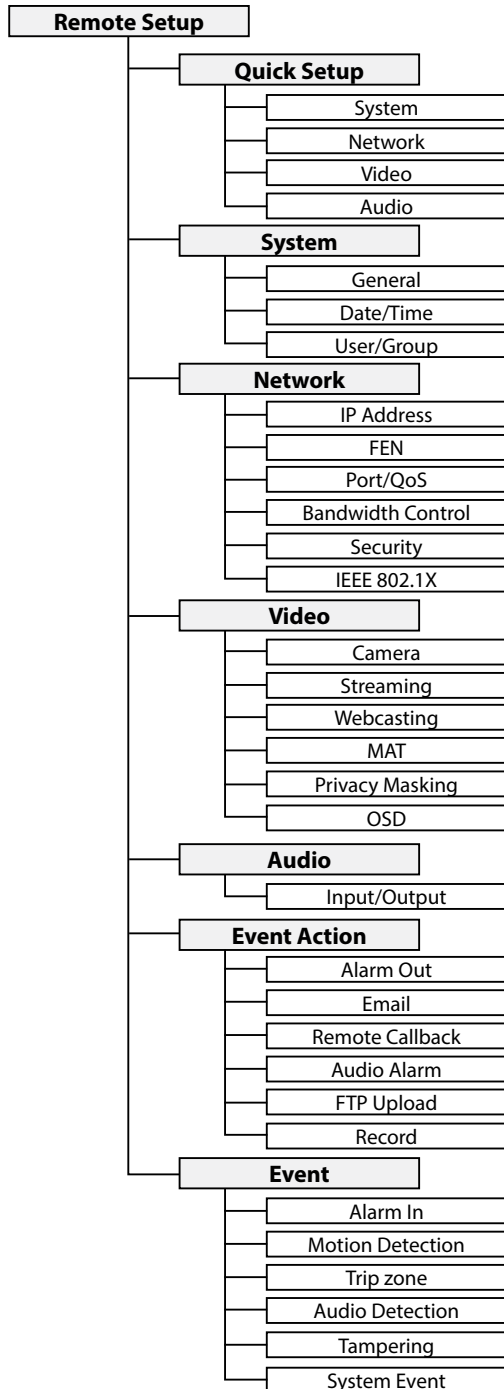 Remote Setup
Quick Setup
System
Network
Video
Audio
System
General
Date/Time
User/Group
Network
IP Address
FEN
Port/QoS
Bandwidth Control
Security
IEEE 802.1X
Video
Camera
Streaming
Webcasting
MAT
Privacy Masking
OSD
Audio
Input/Output
Event Action
Alarm Out
Email
Remote Callback
Audio Alarm
FTP Upload
Record
Event
Alarm In
Motion Detection
Trip zone
Audio Detection
Tampering
System Event